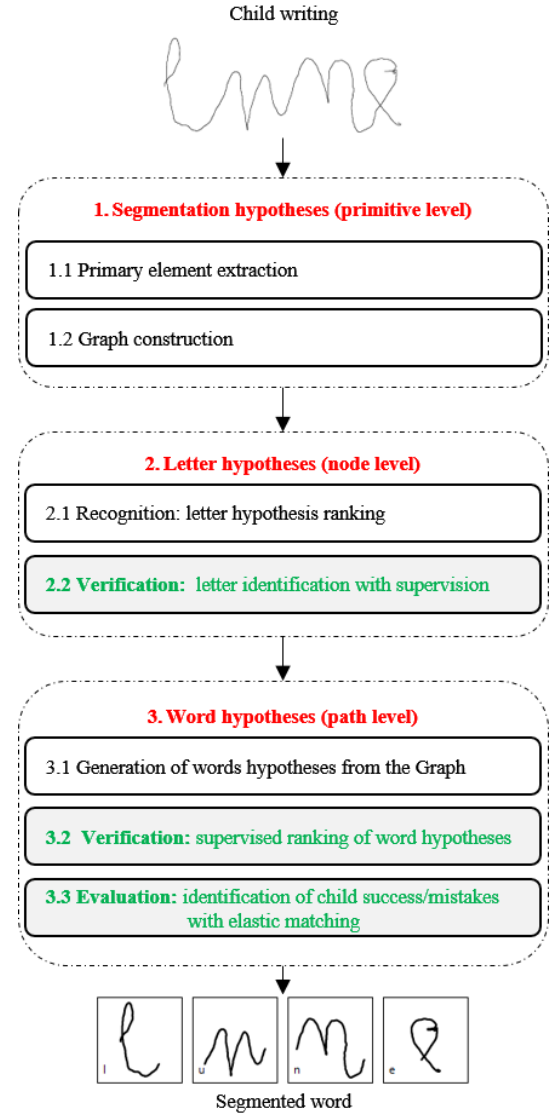 Child writing
lune
1. Segmentation hypotheses (primitive level)
1.1 Primary element extraction
1.2 Graph construction
2. Letter hypotheses (node level)
2.1 Recognition: letter hypothesis ranking
2.2 Verification: letter identification with supervision
3. Word hypotheses (path level)
3.1 Generation of words hypotheses from the Graph
3.2 Verification: supervised ranking of word hypotheses
3.3 Evaluation: identification of child success/mistakes
with elastic matching
l u n e
l u n e
Segmented word